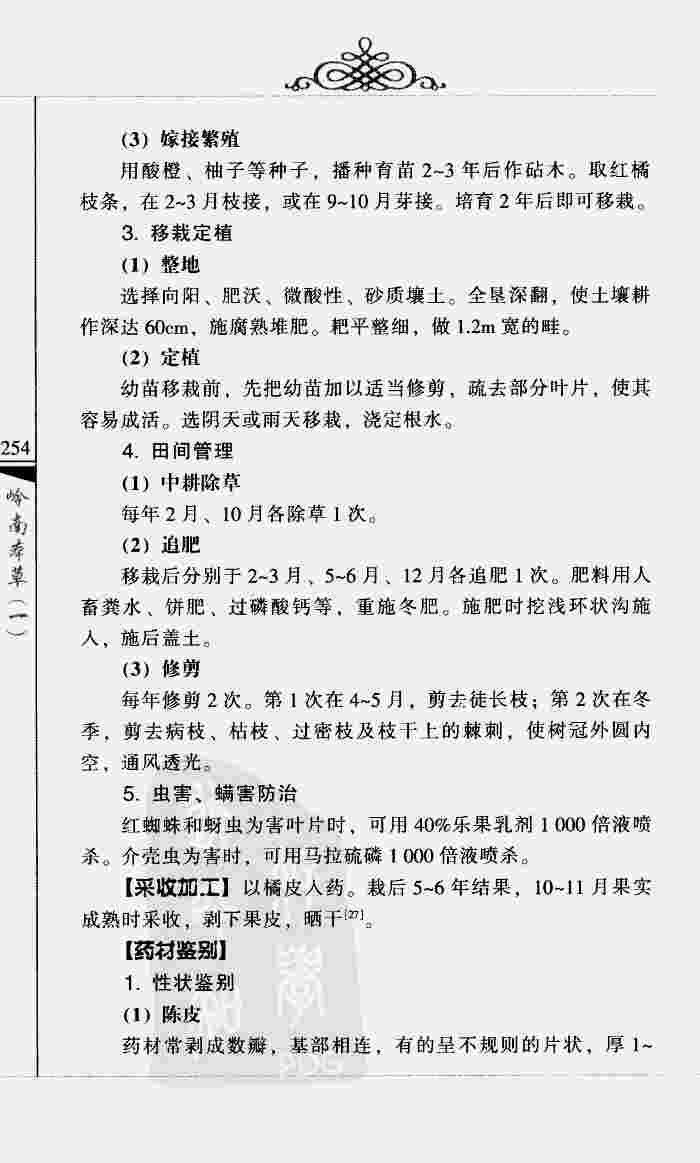 (3) 嫁接繁殖
用酸橙、柚子等种子，播种育苗 2~3 年后作砧木。取红橘
枝条，在 2~3 月枝接，或在 9~10 月芽接。培育 2 年后即可移栽。
3. 移栽定植
(1) 整地
选择向阳、肥沃、微酸性、砂质壤土。全垦深翻，使土壤耕
作深达 60cm，施腐熟堆肥。耙平整细，做 1.2m 宽的畦。
(2) 定植
幼苗移栽前，先把幼苗加以适当修剪，疏去部分叶片，使其
容易成活。选阴天或雨天移栽，浇定根水。
4. 田间管理
(1) 中耕除草
每年 2 月、10 月各除草 1 次。
(2) 追肥
移栽后分别于 2~3 月、5~6 月、12 月各追肥 1 次。肥料用人
畜粪水、饼肥、过磷酸钙等，重施冬肥。施肥时挖浅环状沟施
入，施后盖土。
(3) 修剪
每年修剪 2 次。第 1 次在 4~5 月，剪去徒长枝；第 2 次在冬
季，剪去病枝、枯枝、过密枝及枝干上的棘刺，使树冠外圆内
空，通风透光。
5. 虫害、螨害防治
红蜘蛛和蚜虫为害叶片时，可用 40%乐果乳剂 1 000 倍液喷
杀。介壳虫为害时，可用马拉硫磷 1 000 倍液喷杀。
【采收加工】以橘皮入药。栽后 5~6 年结果，10~11 月果实
成熟时采收，剥下果皮，晒干[27]。
【药材鉴别】
1. 性状鉴别
(1) 陈皮
药材常剥成数瓣，基部相连，有的呈不规则的片状，厚 1~
254
岭南本草(一)